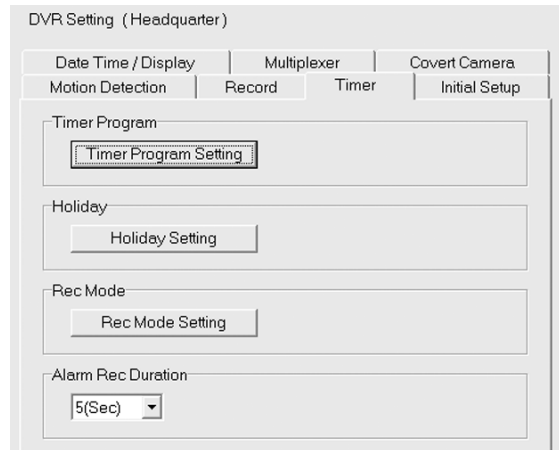 DVR Setting ( Headquarter )
Date Time / Display Multiplexer Covert Camera
Motion Detection Record Timer Initial Setup
Timer Program
Timer Program Setting
Holiday
Holiday Setting
Rec Mode
Rec Mode Setting
Alarm Rec Duration
5(Sec)